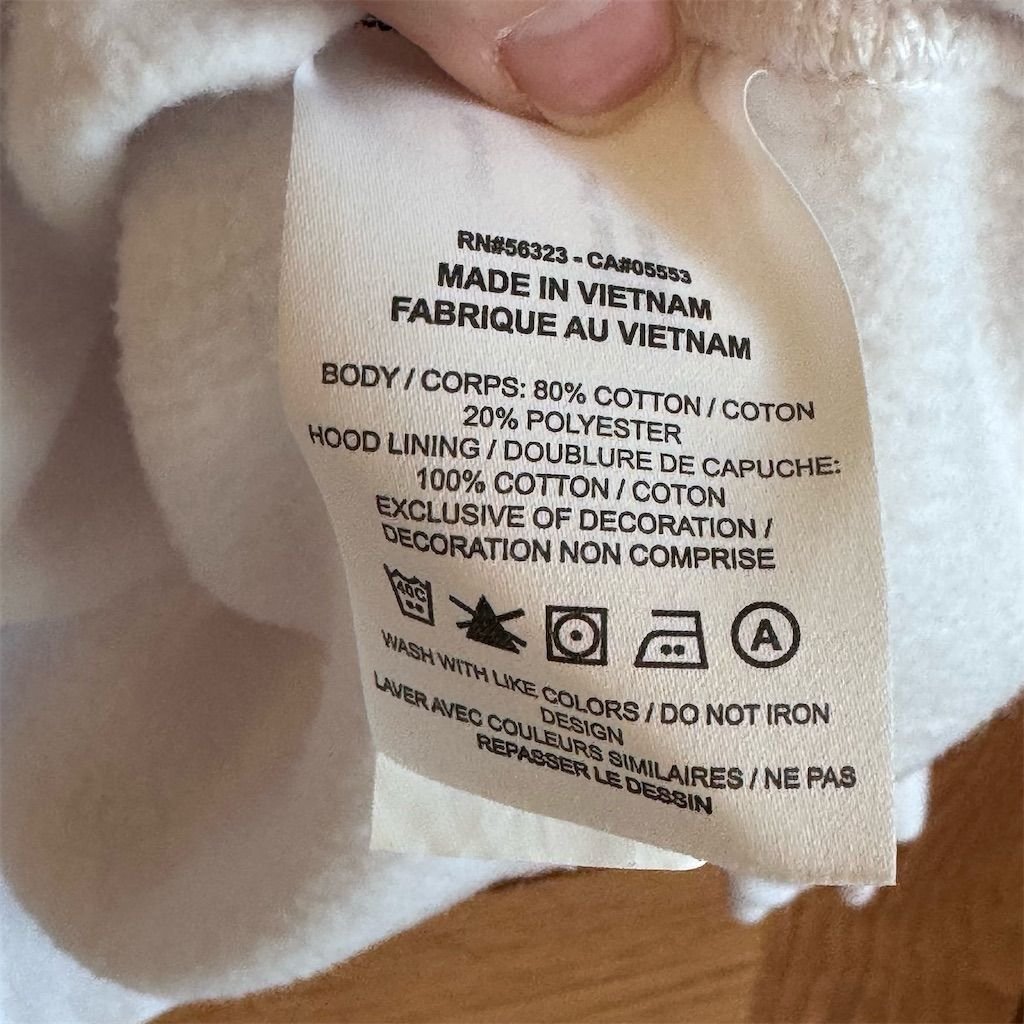 RN#56323 - CA#05553
MADE IN VIETNAM
FABRIQUE AU VIETNAM
BODY / CORPS: 80% COTTON / COTON
20% POLYESTER
HOOD LINING / DOUBLURE DE CAPUCHE:
100% COTTON / COTON
EXCLUSIVE OF DECORATION /
DECORATION NON COMPRISE
40C
A
WASH WITH LIKE COLORS / DO NOT IRON
DESIGN
LAVER AVEC COULEURS SIMILAIRES / NE PAS
REPASSER LE DESSIN